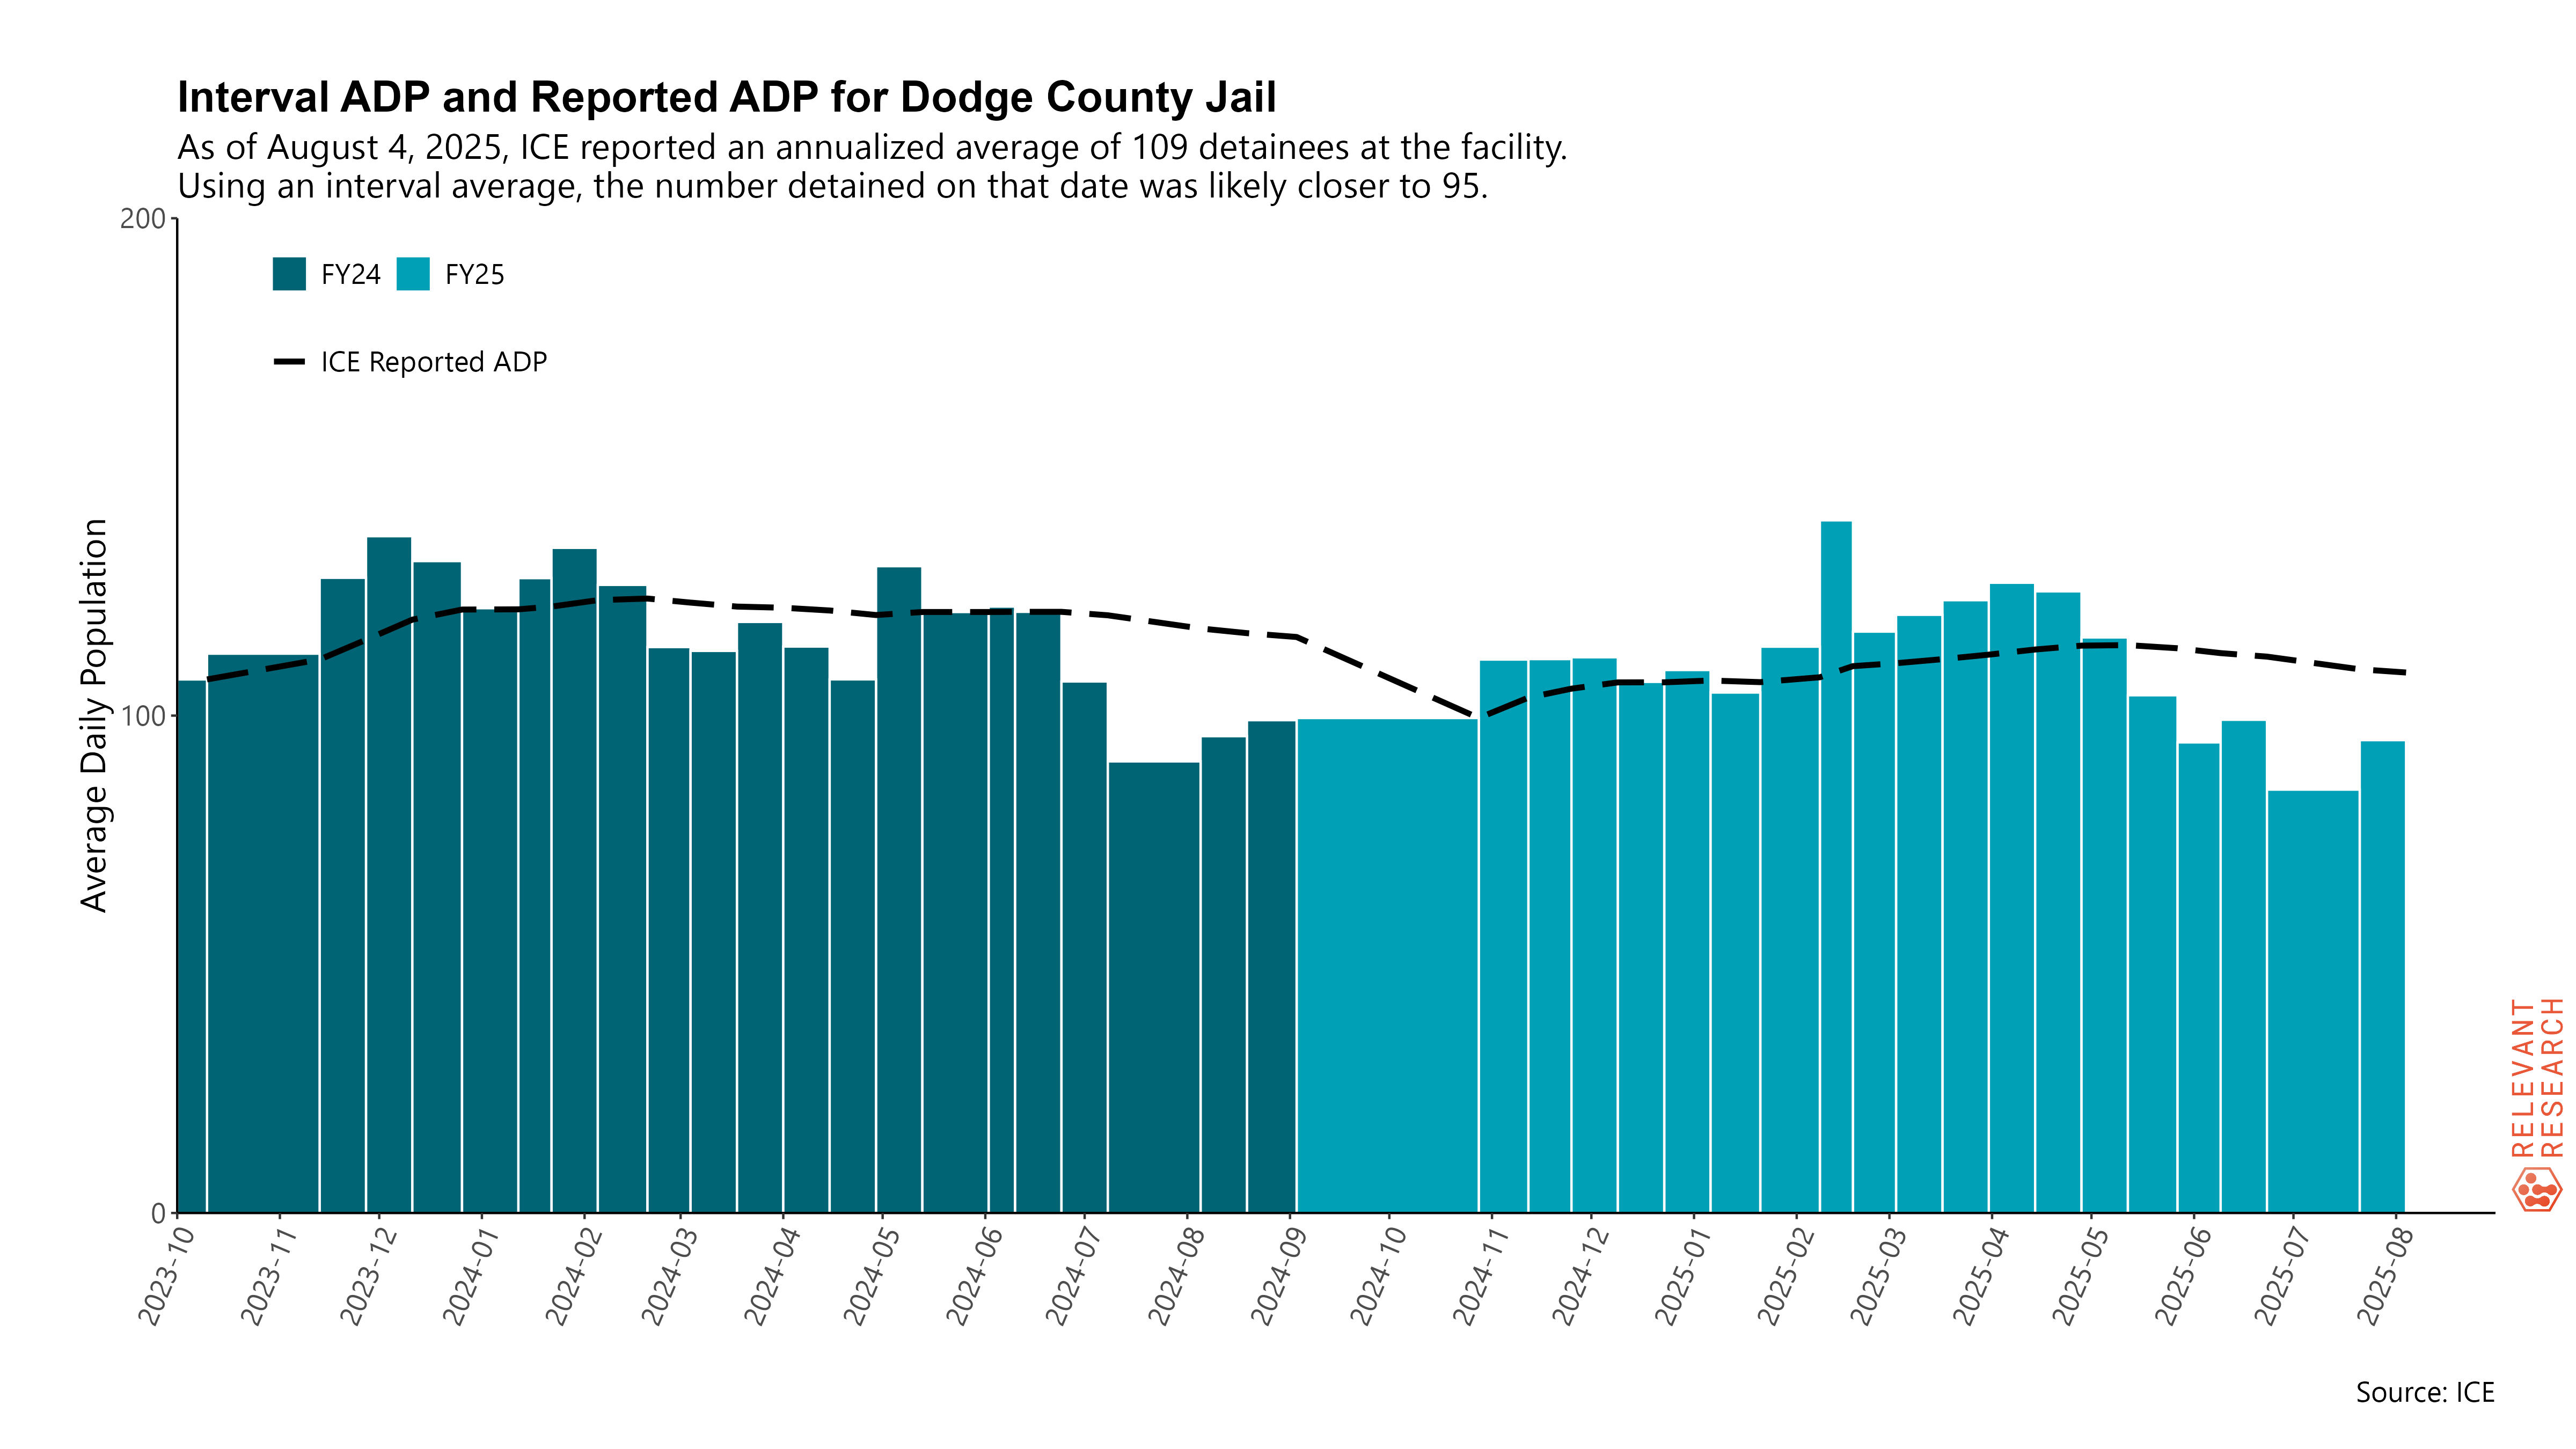 Interval ADP and Reported ADP for Dodge County Jail
As of August 4, 2025, ICE reported an annualized average of 109 detainees at the facility.
Using an interval average, the number detained on that date was likely closer to 95.
200
FY24 FY25
ICE Reported ADP
Average Daily Population
100
0
2023-10
2023-11
2023-12
2024-01
2024-02
2024-03
2024-04
2024-05
2024-06
2024-07
2024-08
2024-09
2024-10
2024-11
2024-12
2025-01
2025-02
2025-03
2025-04
2025-05
2025-06
2025-07
2025-08
RELEVANT
RESEARCH
Source: ICE